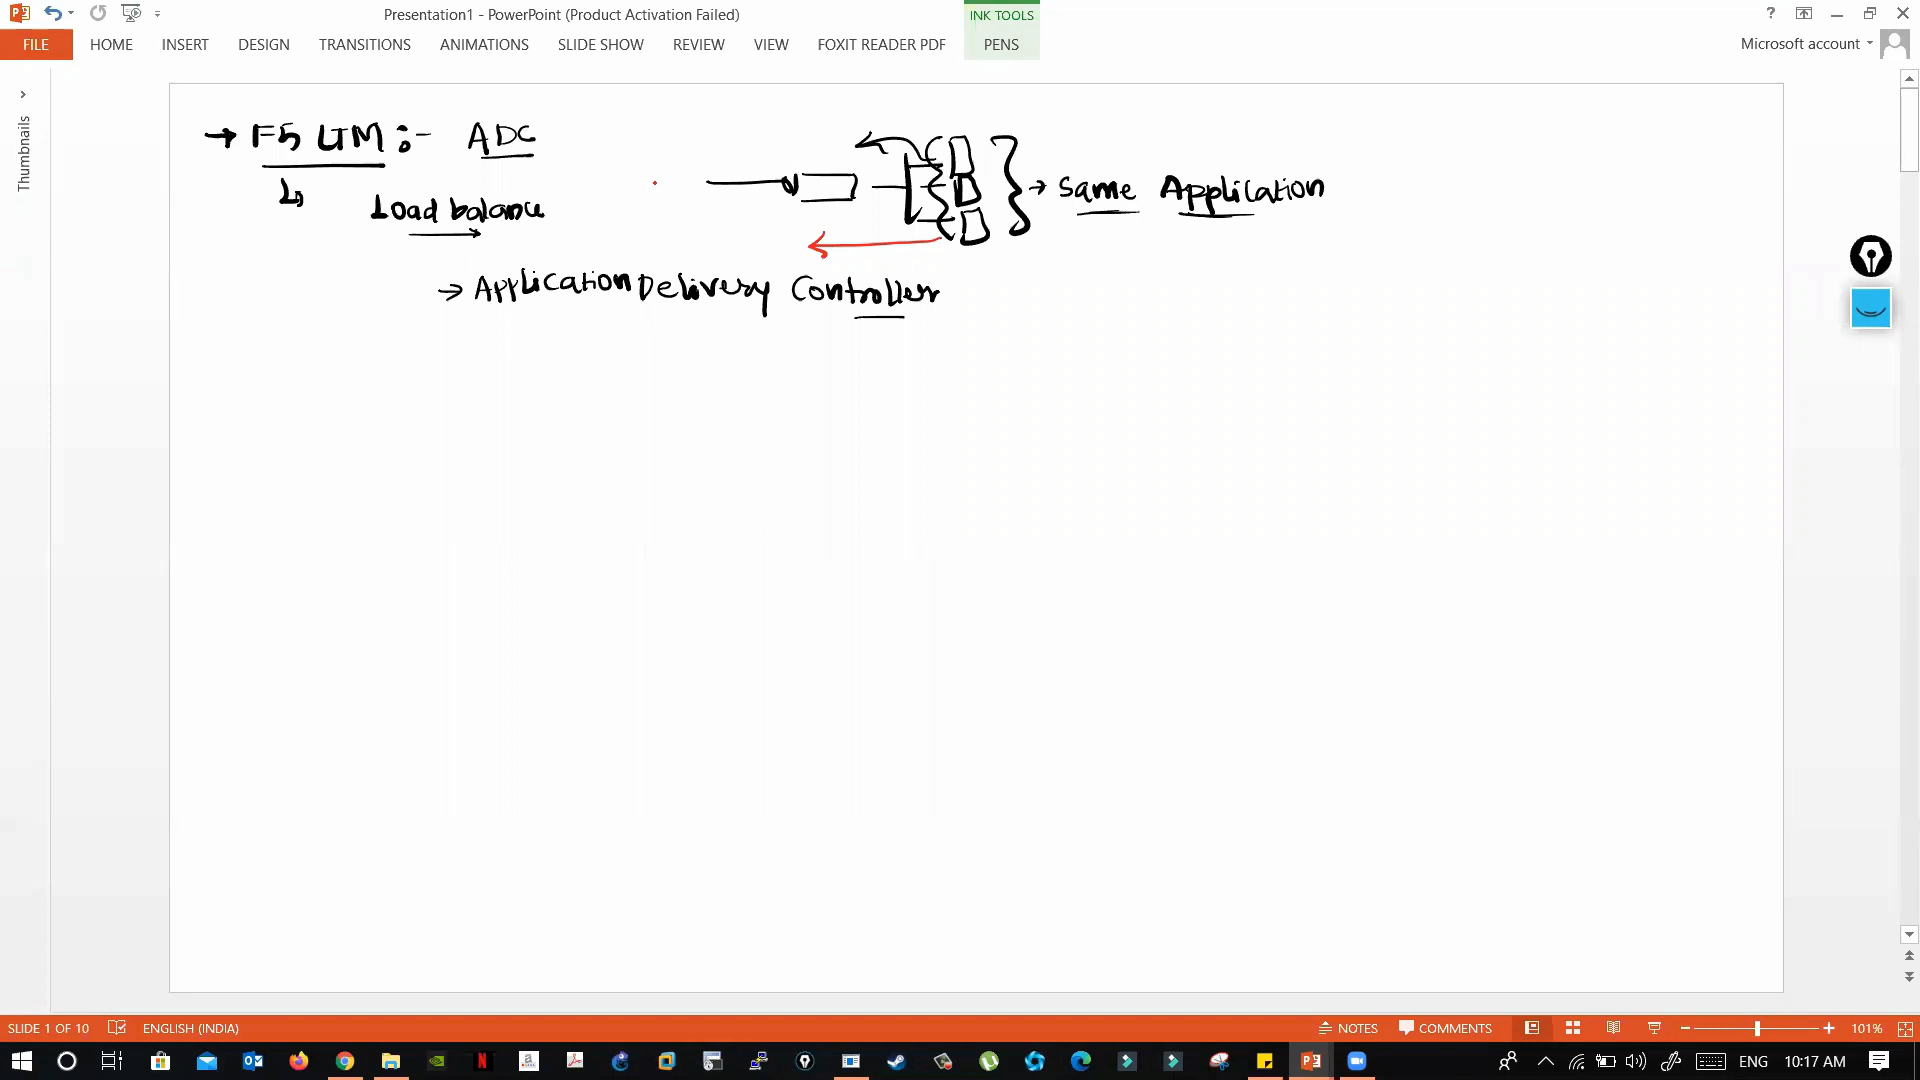 Presentation1 - PowerPoint (Product Activation Failed)
INK TOOLS
FILE HOME INSERT DESIGN TRANSITIONS ANIMATIONS SLIDE SHOW REVIEW VIEW FOXIT READER PDF PENS
Microsoft account
Thumbnails
→ F5 LTM :- ADC
Load balance
→ Same Application
→ Application Delivery Controller
SLIDE 1 OF 10 ENGLISH (INDIA) NOTES COMMENTS 101%
ENG 10:17 AM